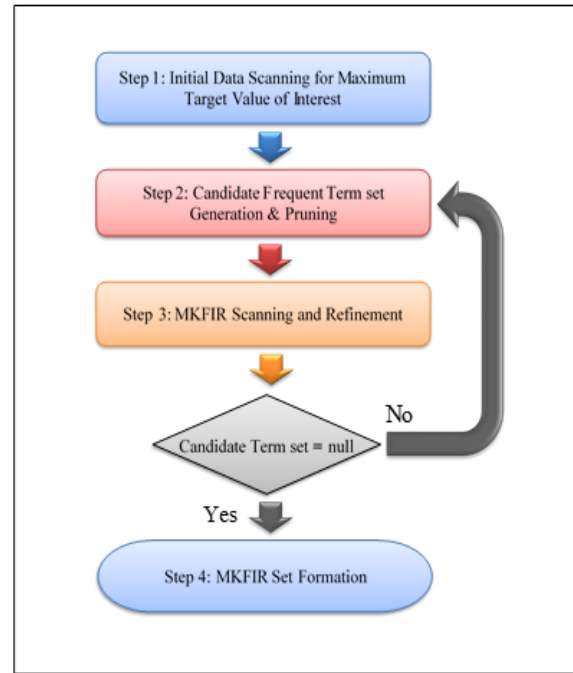 Step 1: Initial Data Scanning for Maximum
Target Value of Interest
Step 2: Candidate Frequent Term set
Generation & Pruning
Step 3: MKFIR Scanning and Refinement
Candidate Term set = null
No
Yes
Step 4: MKFIR Set Formation